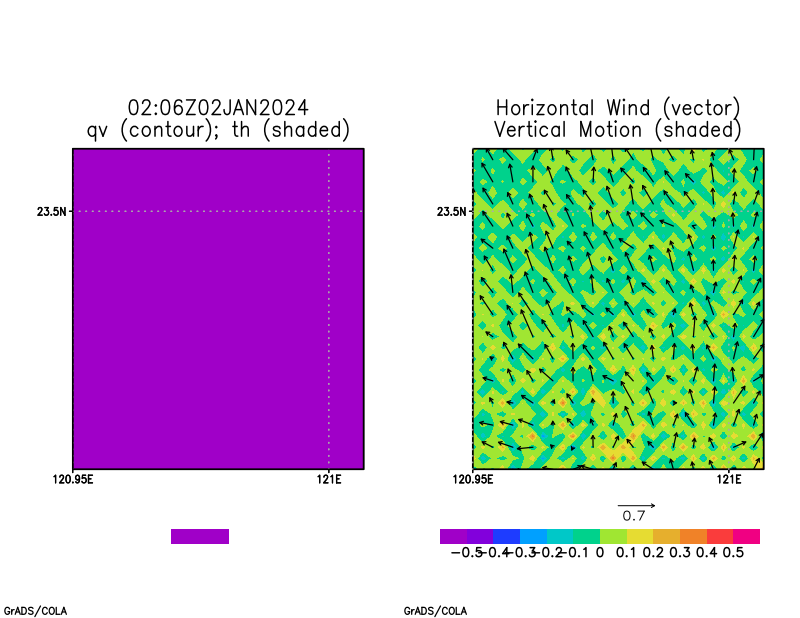 02:06Z02JAN2024
qv (contour); th (shaded)
23.5N
120.95E
121E
GrADS/COLA
Horizontal Wind (vector)
Vertical Motion (shaded)
23.5N
120.95E
121E
0.7
-0.5 -0.4 -0.3 -0.2 -0.1 0 0.1 0.2 0.3 0.4 0.5
GrADS/COLA